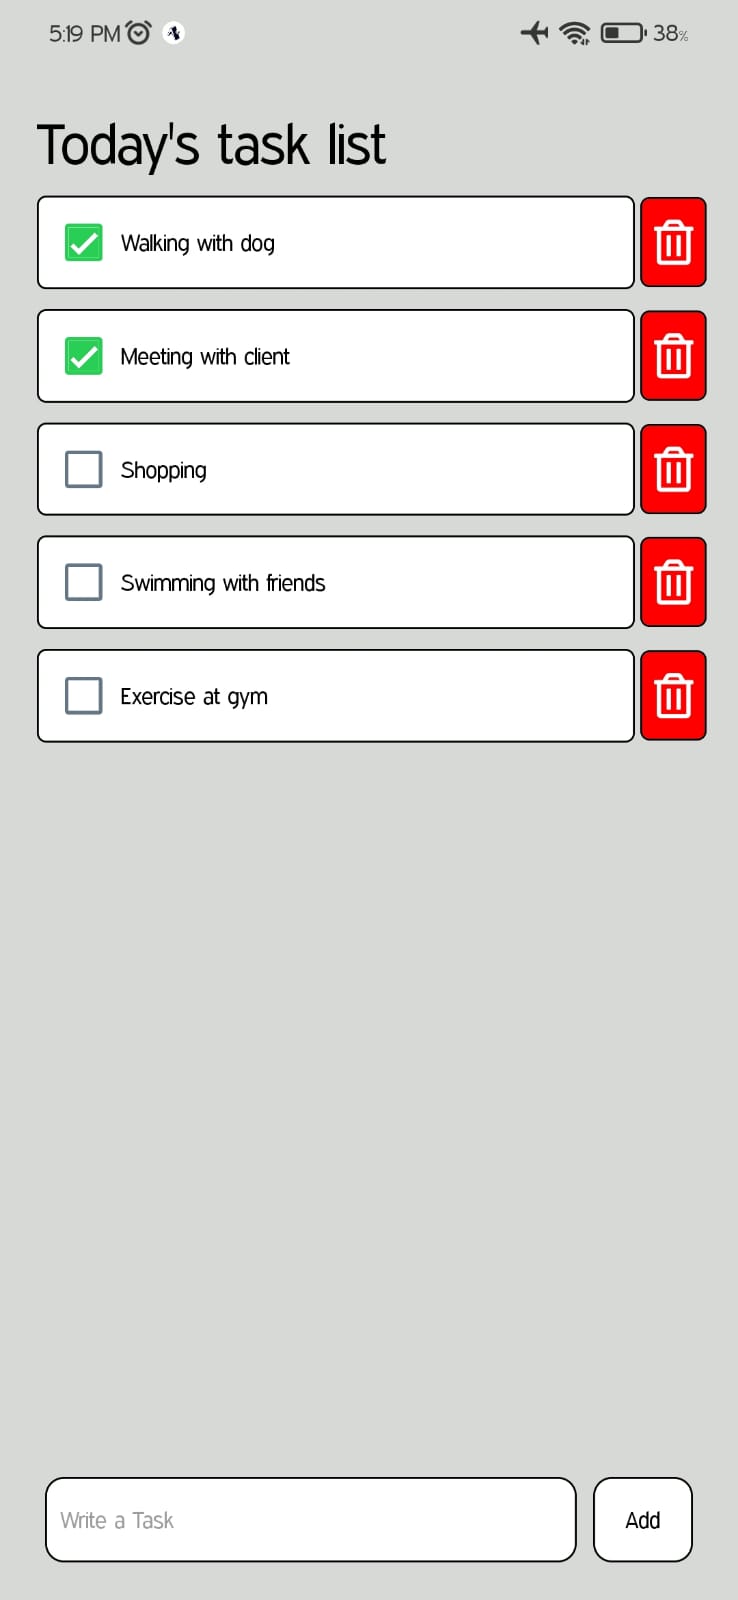 5:19 PM 38%
Today's task list
Walking with dog
Meeting with client
Shopping
Swimming with friends
Exercise at gym
Write a Task Add